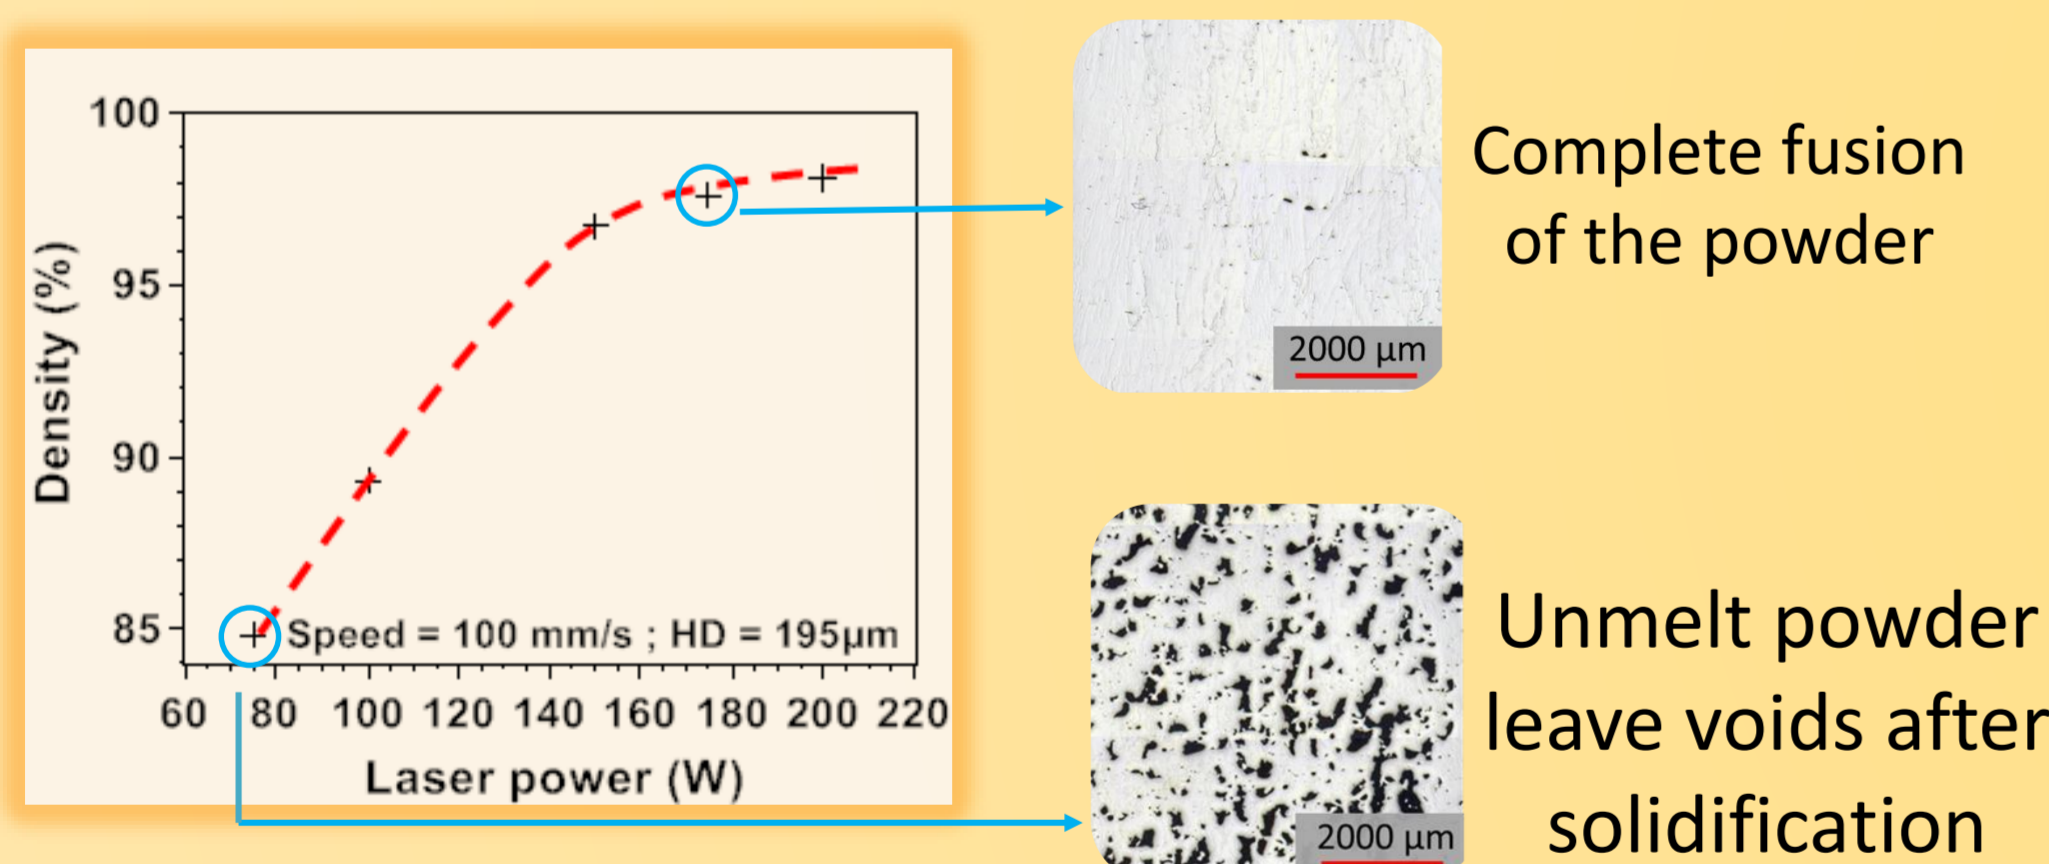 100
95
90
85
Density (%)
Speed = 100 mm/s ; HD = 195µm
60 80 100 120 140 160 180 200 220
Laser power (W)
2000 µm
Complete fusion
of the powder
2000 µm
Unmelt powder
leave voids after
solidification